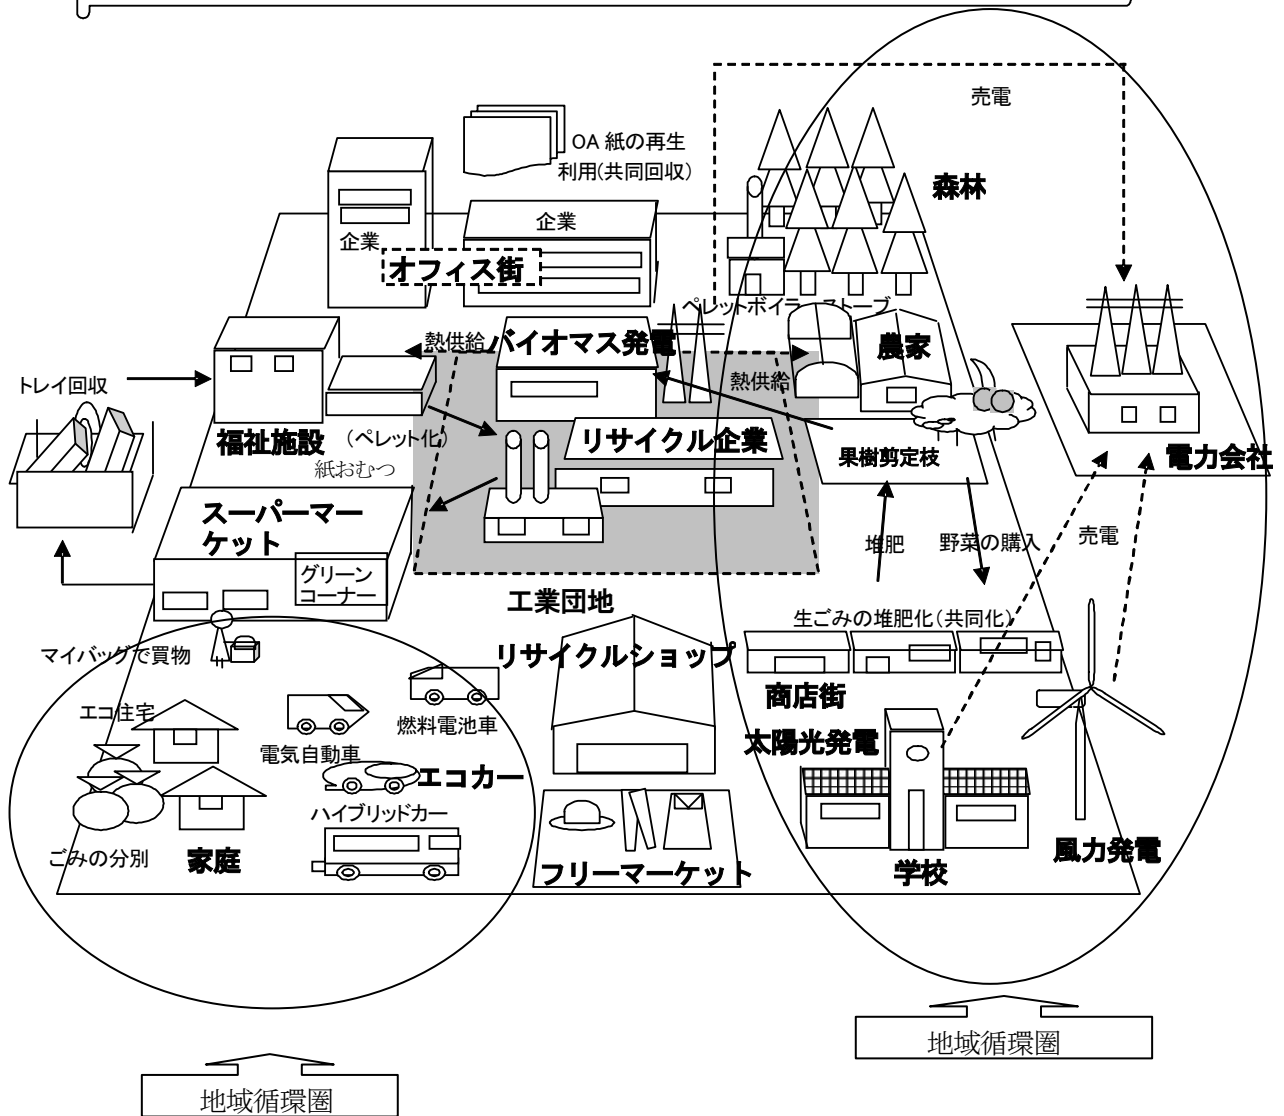 売電
OA 紙の再生
利用(共同回収)
森林
企業
企業
オフィス街
ペレットボイラーストーブ
熱供給
バイオマス発電
農家
熱供給
トレイ回収
福祉施設
(ペレット化)
紙おむつ
リサイクル企業
果樹剪定枝
電力会社
スーパーマー
ケット
グリーン
コーナー
堆肥
野菜の購入
売電
工業団地
生ごみの堆肥化(共同化)
マイバッグで買物
リサイクルショップ
商店街
エコ住宅
燃料電池車
電気自動車
太陽光発電
エコカー
ハイブリッドカー
ごみの分別
家庭
フリーマーケット
学校
風力発電
地域循環圏
地域循環圏